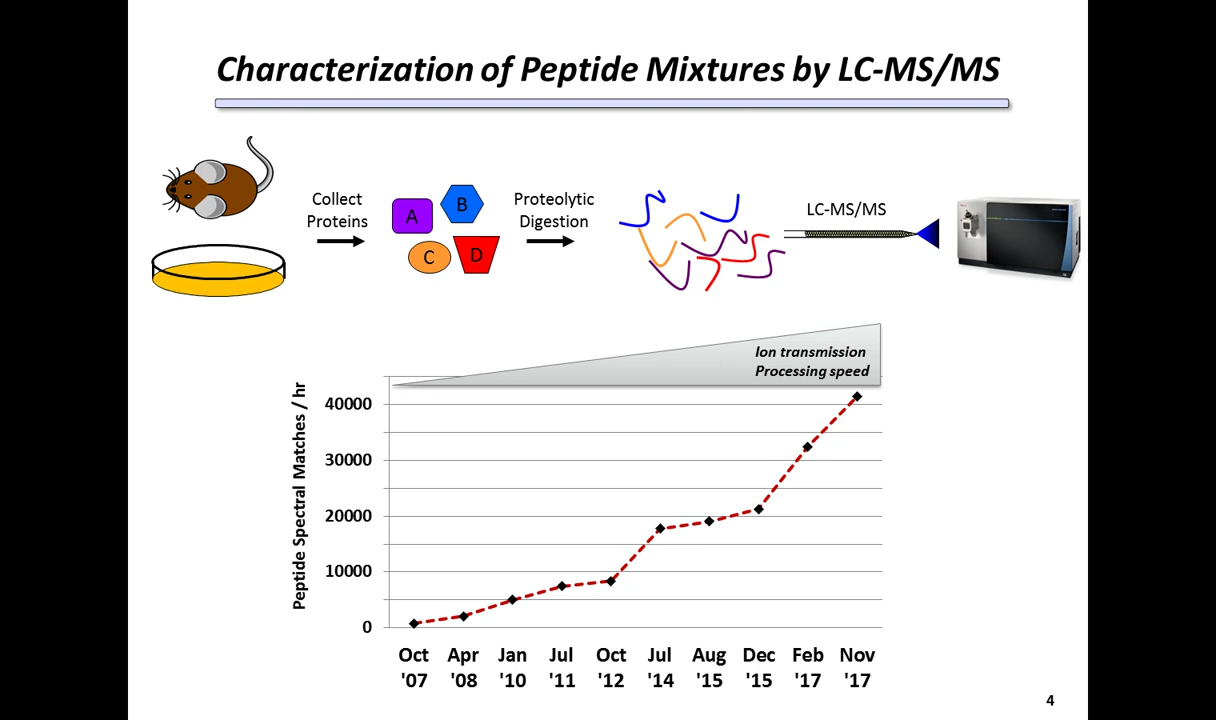 Characterization of Peptide Mixtures by LC-MS/MS
Collect
Proteins
A
B
C
D
Proteolytic
Digestion
LC-MS/MS
Ion transmission
Processing speed
Peptide Spectral Matches / hr
40000
30000
20000
10000
0
Oct '07
Apr '08
Jan '10
Jul '11
Oct '12
Jul '14
Aug '15
Dec '15
Feb '17
Nov '17
4